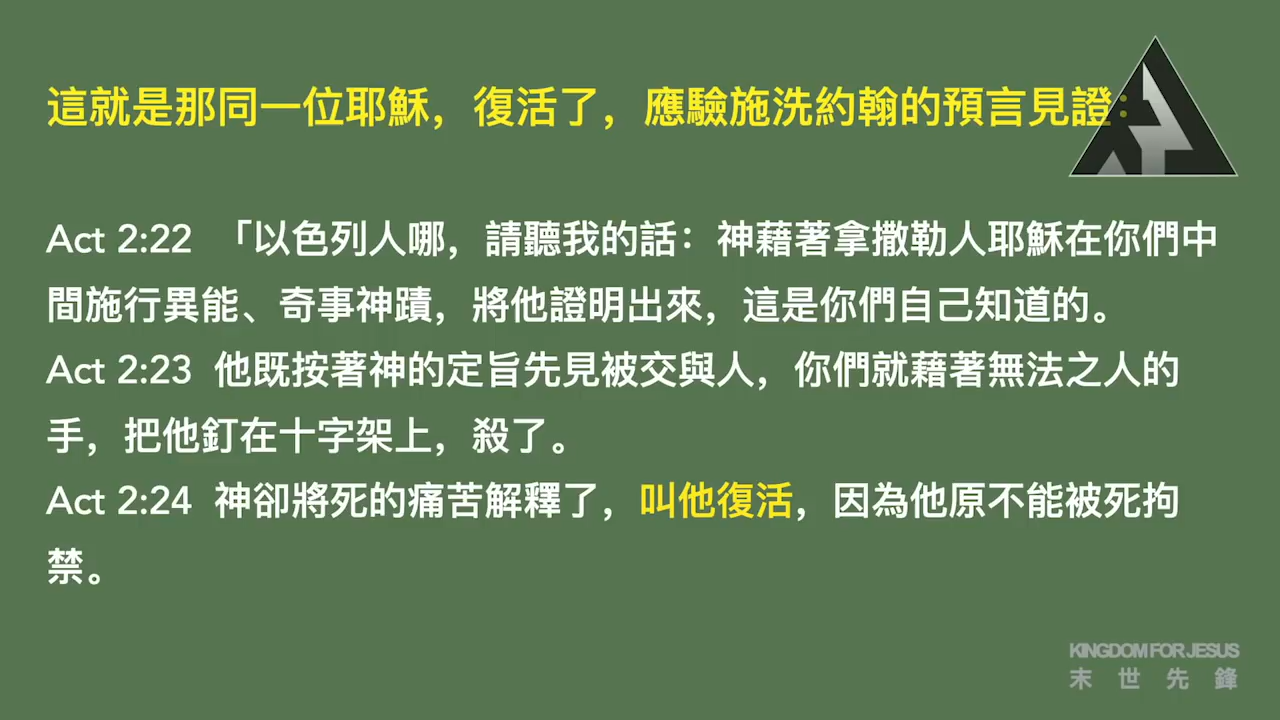 這就是那同一位耶穌，復活了，應驗施洗約翰的預言見證：
Act 2:22 「以色列人哪，請聽我的話：神藉著拿撒勒人耶穌在你們中
間施行異能、奇事神蹟，將他證明出來，這是你們自己知道的。
Act 2:23 他既按著神的定旨先見被交與人，你們就藉著無法之人的
手，把他釘在十字架上，殺了。
Act 2:24 神卻將死的痛苦解釋了，叫他復活，因為他原不能被死拘
禁。
KINGDOM FOR JESUS
末世先鋒